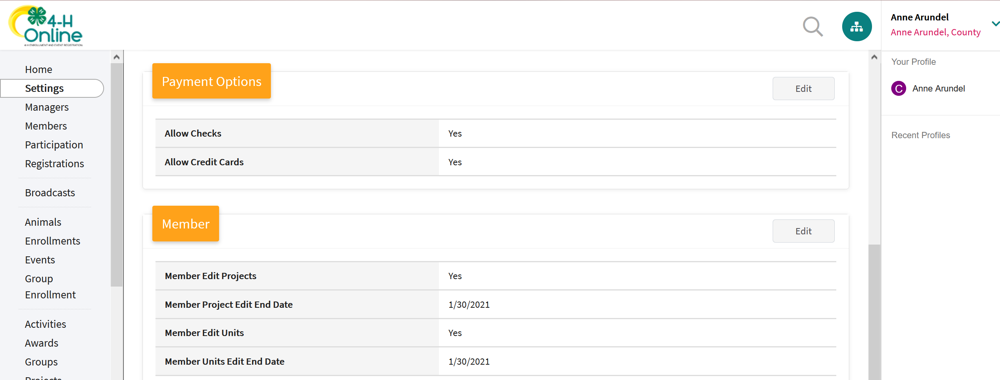 4-H
Online
4-H ENROLLMENT AND EVENT REGISTRATION
Anne Arundel
Anne Arundel, County
Home
Settings
Managers
Members
Participation
Registrations
Broadcasts
Animals
Enrollments
Events
Group
Enrollment
Activities
Awards
Groups
Projects
Payment Options
Edit
Allow Checks Yes
Allow Credit Cards Yes
Member
Edit
Member Edit Projects Yes
Member Project Edit End Date 1/30/2021
Member Edit Units Yes
Member Units Edit End Date 1/30/2021
Your Profile
C Anne Arundel
Recent Profiles